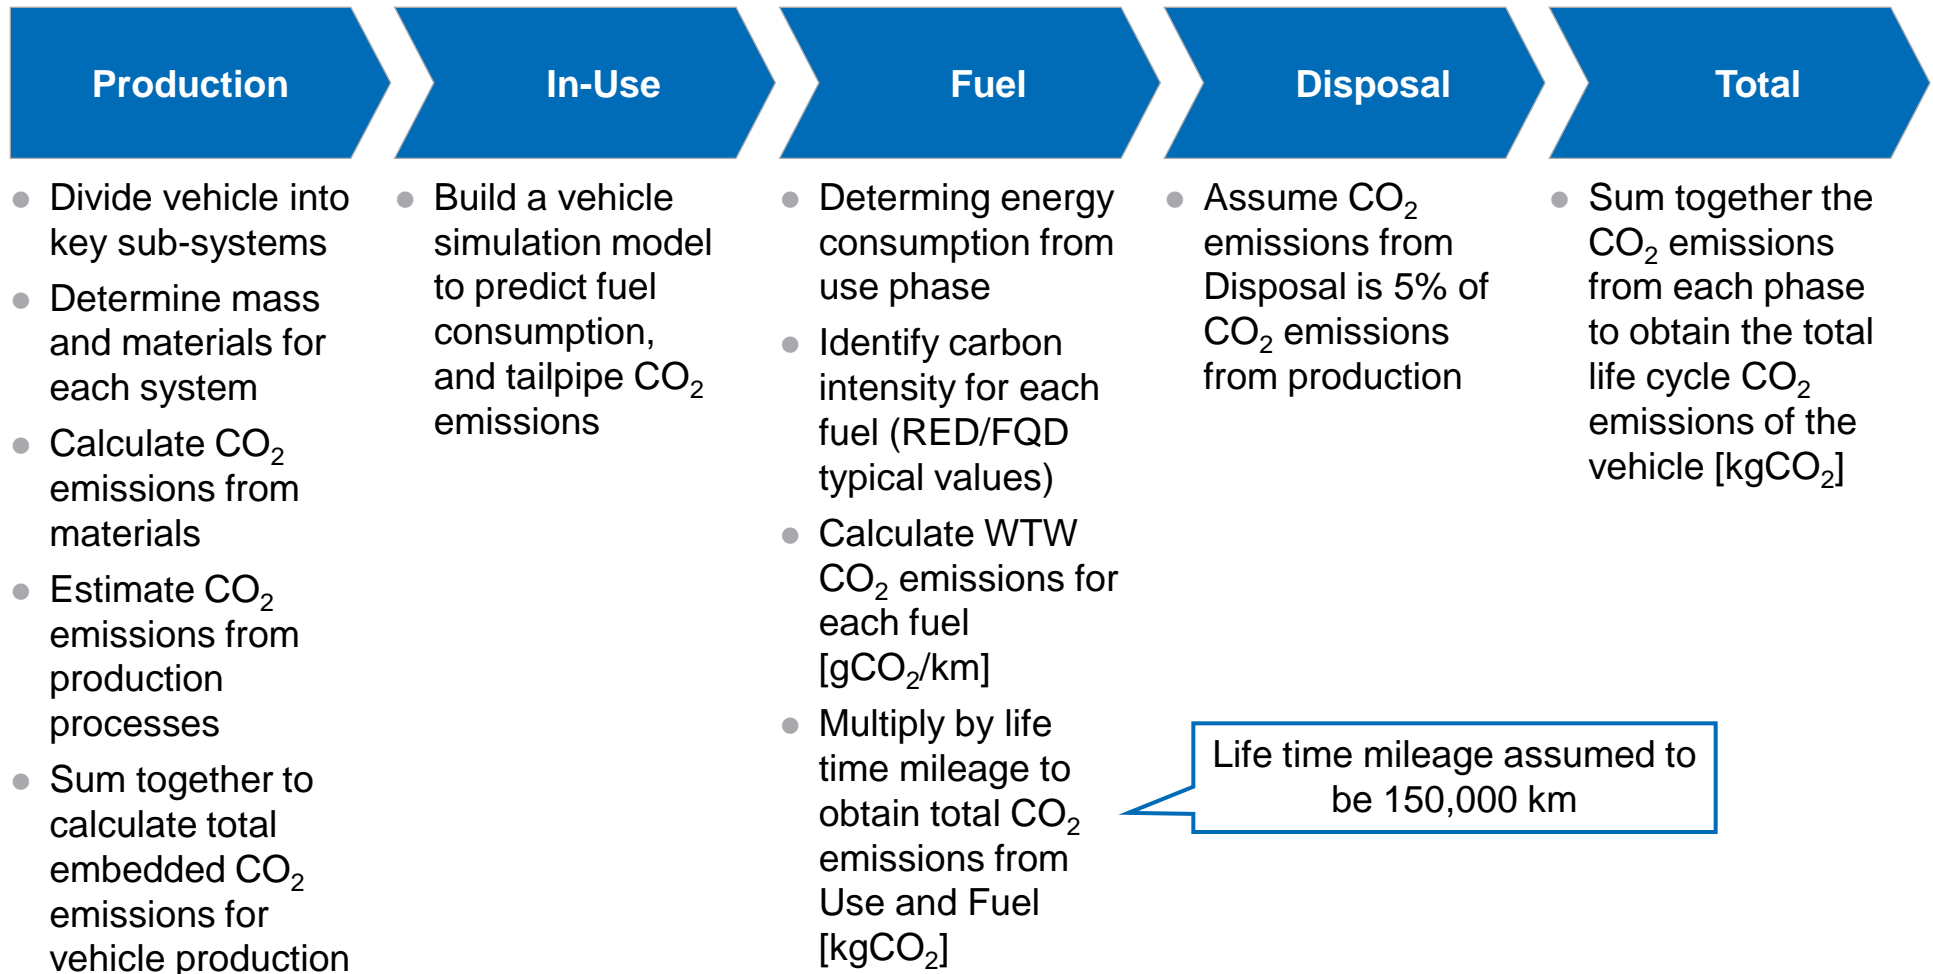 Production
In-Use
Fuel
Disposal
Total
● Divide vehicle into
key sub-systems
● Determine mass
and materials for
each system
● Calculate CO₂
emissions from
materials
● Estimate CO₂
emissions from
production
processes
● Sum together to
calculate total
embedded CO₂
emissions for
vehicle production
● Build a vehicle
simulation model
to predict fuel
consumption,
and tailpipe CO₂
emissions
● Determing energy
consumption from
use phase
● Identify carbon
intensity for each
fuel (RED/FQD
typical values)
● Calculate WTW
CO₂ emissions for
each fuel
[gCO₂/km]
● Multiply by life
time mileage to
obtain total CO₂
emissions from
Use and Fuel
[kgCO₂]
● Assume CO₂
emissions from
Disposal is 5% of
CO₂ emissions
from production
● Sum together the
CO₂ emissions
from each phase
to obtain the total
life cycle CO₂
emissions of the
vehicle [kgCO₂]
Life time mileage assumed to
be 150,000 km